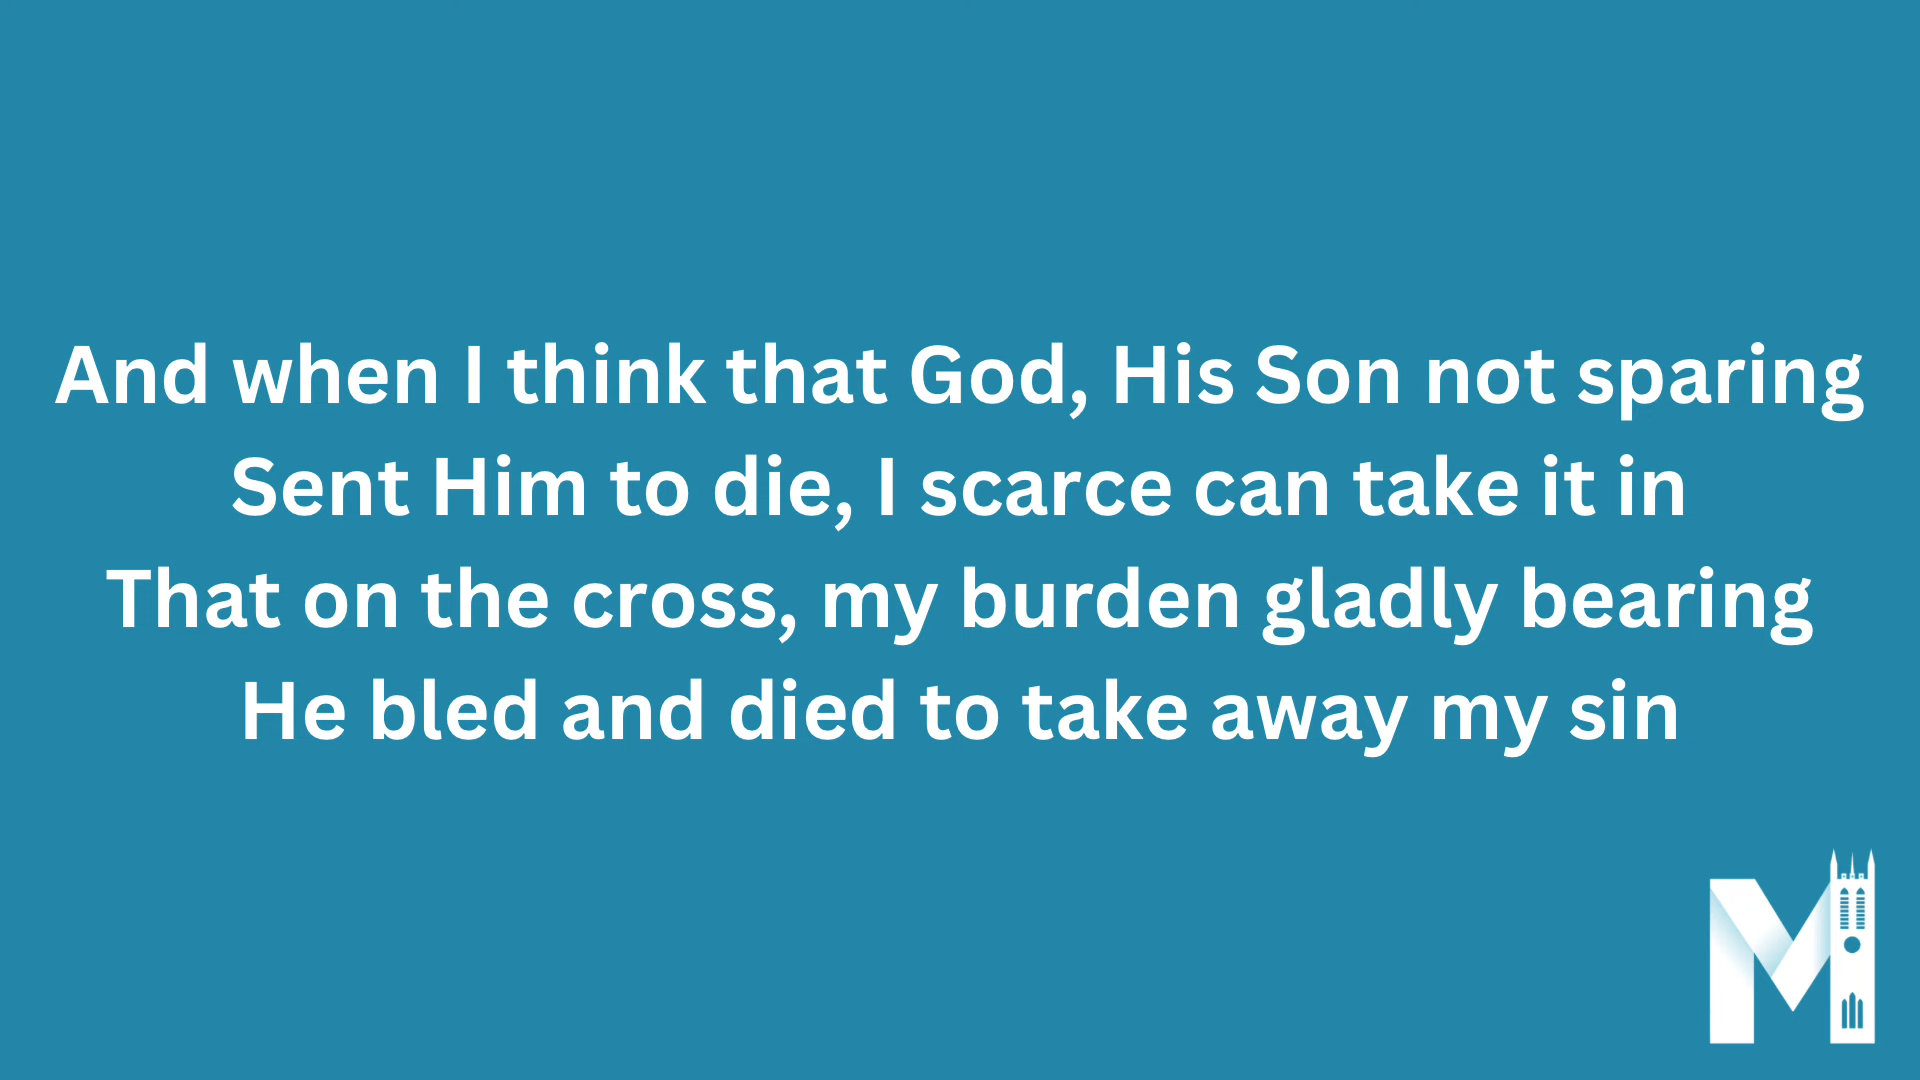 And when I think that God, His Son not sparing
Sent Him to die, I scarce can take it in
That on the cross, my burden gladly bearing
He bled and died to take away my sin
M